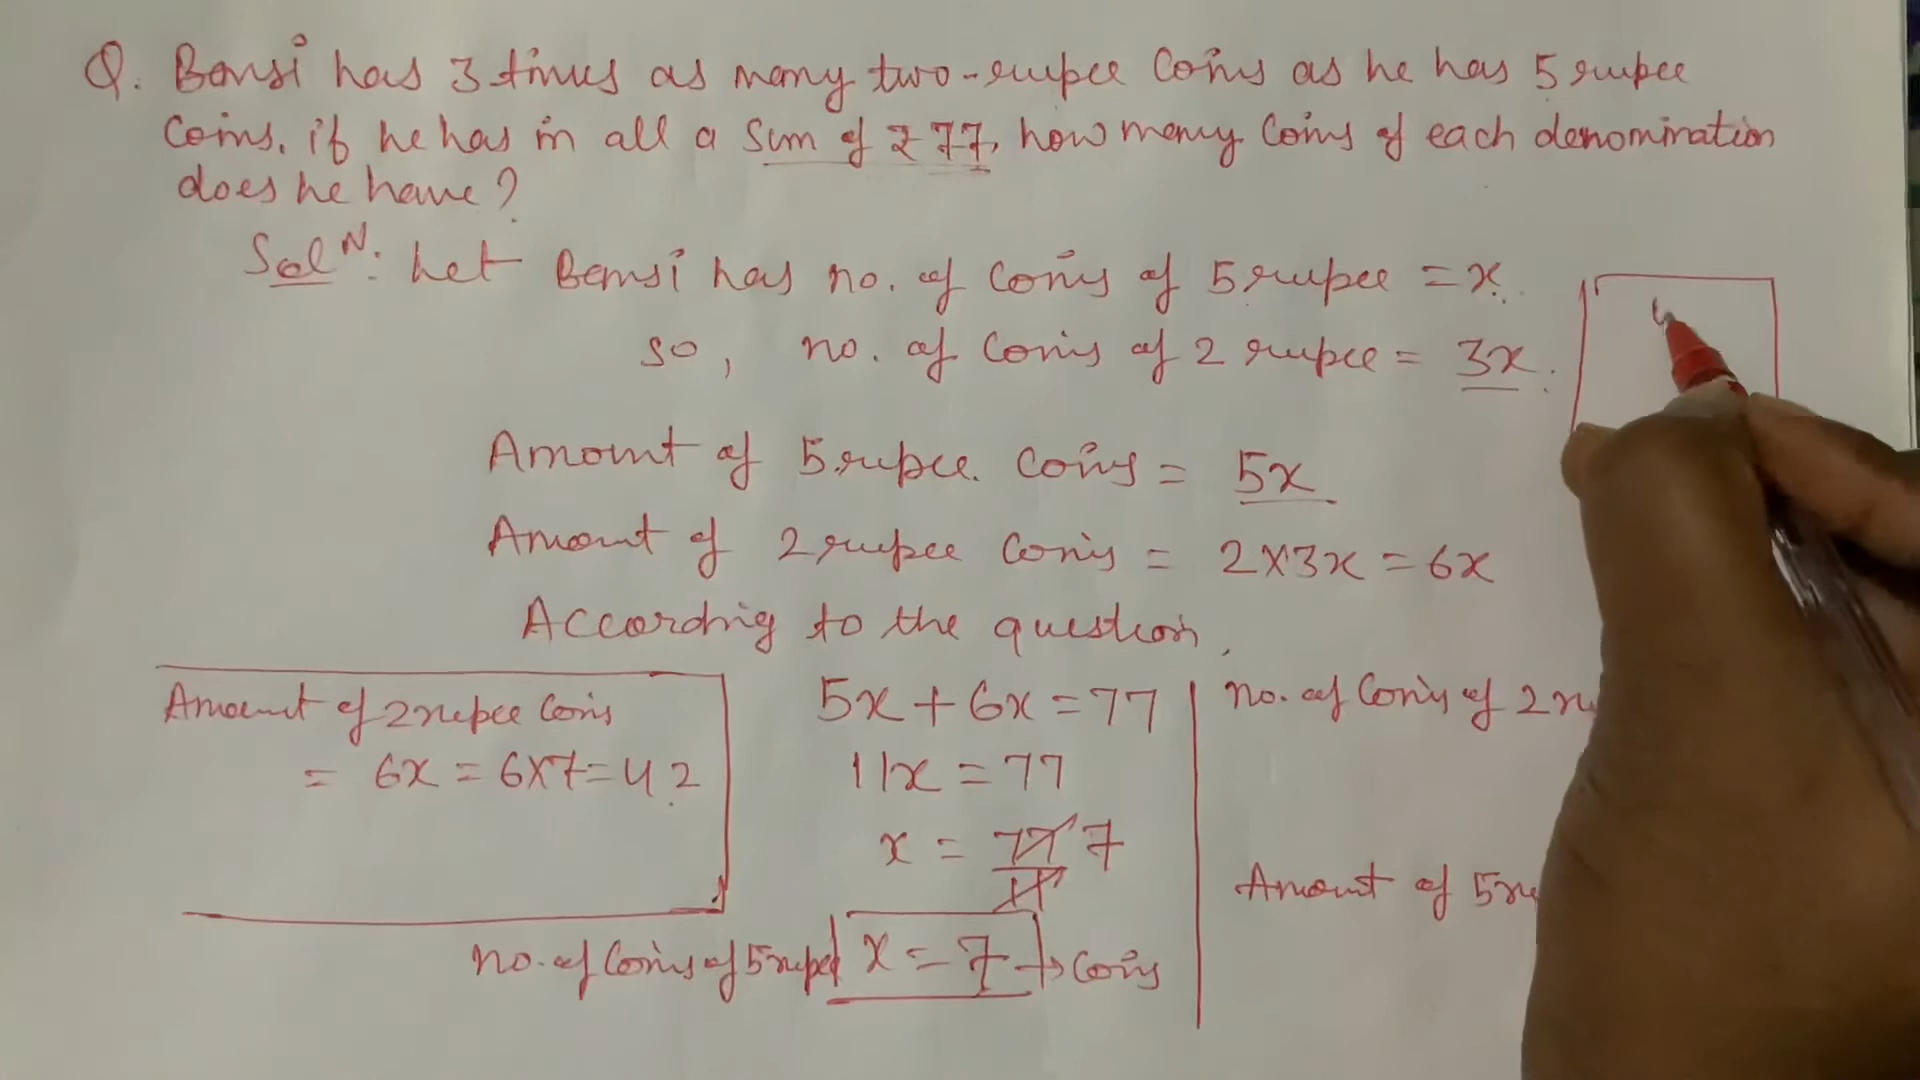 Q. Bansi has 3 times as many two-rupee Coins as he has 5 rupee
Coins. if he has in all a Sum of ₹ 77, how many Coins of each denomination
does he have?
Solᴺ: Let Bansi has no. of Coins of 5 rupee = x.
so, no. of Coins of 2 rupee = 3x.
Amount of 5 rupee. Coins = 5x
Amount of 2 rupee Coins = 2×3x = 6x
According to the question,
Amount of 2 rupee Coins
= 6x = 6×7 = 42
5x + 6x = 77
11x = 77
x = 77/11 7
no. of Coins of 5 rupee x = 7 → Coins
no. of Coins of 2
Amount of 5